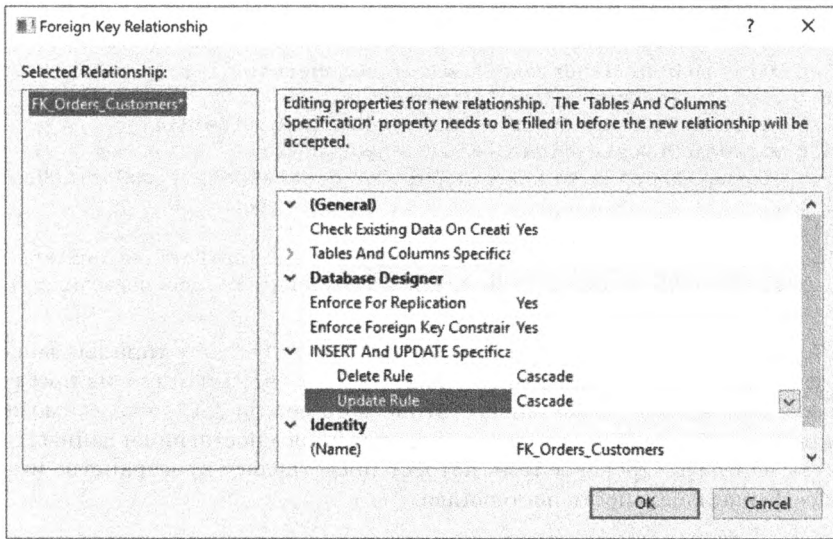 Foreign Key Relationship
? ×
Selected Relationship:
FK_Orders_Customers*
Editing properties for new relationship. The 'Tables And Columns
Specification' property needs to be filled in before the new relationship will be
accepted.
(General)
Check Existing Data On Creati Yes
Tables And Columns Specifica
Database Designer
Enforce For Replication Yes
Enforce Foreign Key Constrain Yes
INSERT And UPDATE Specifica
Delete Rule Cascade
Update Rule Cascade
Identity
(Name) FK_Orders_Customers
OK Cancel